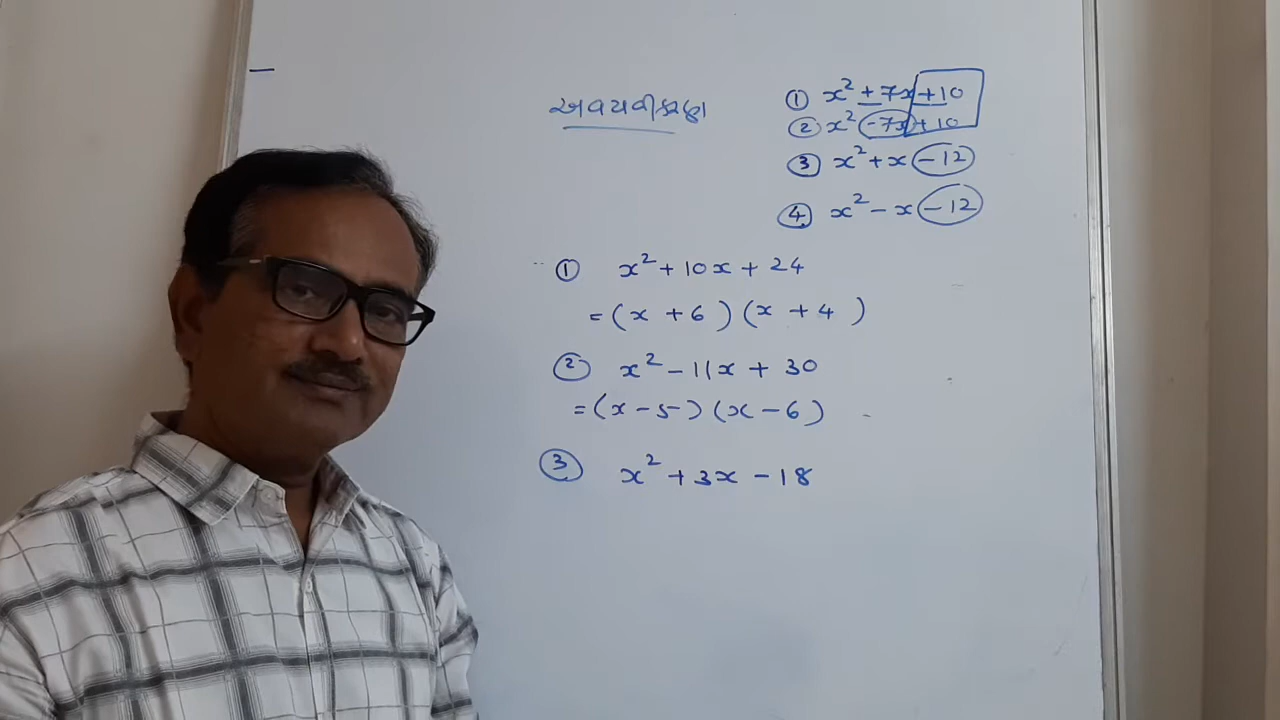 અવયવીકરણ
① x² + 7x + 10
② x² - 7x + 10
③ x² + x - 12
④ x² - x - 12
① x² + 10x + 24
= (x + 6) (x + 4)
② x² - 11x + 30
= (x - 5) (x - 6)
③ x² + 3x - 18